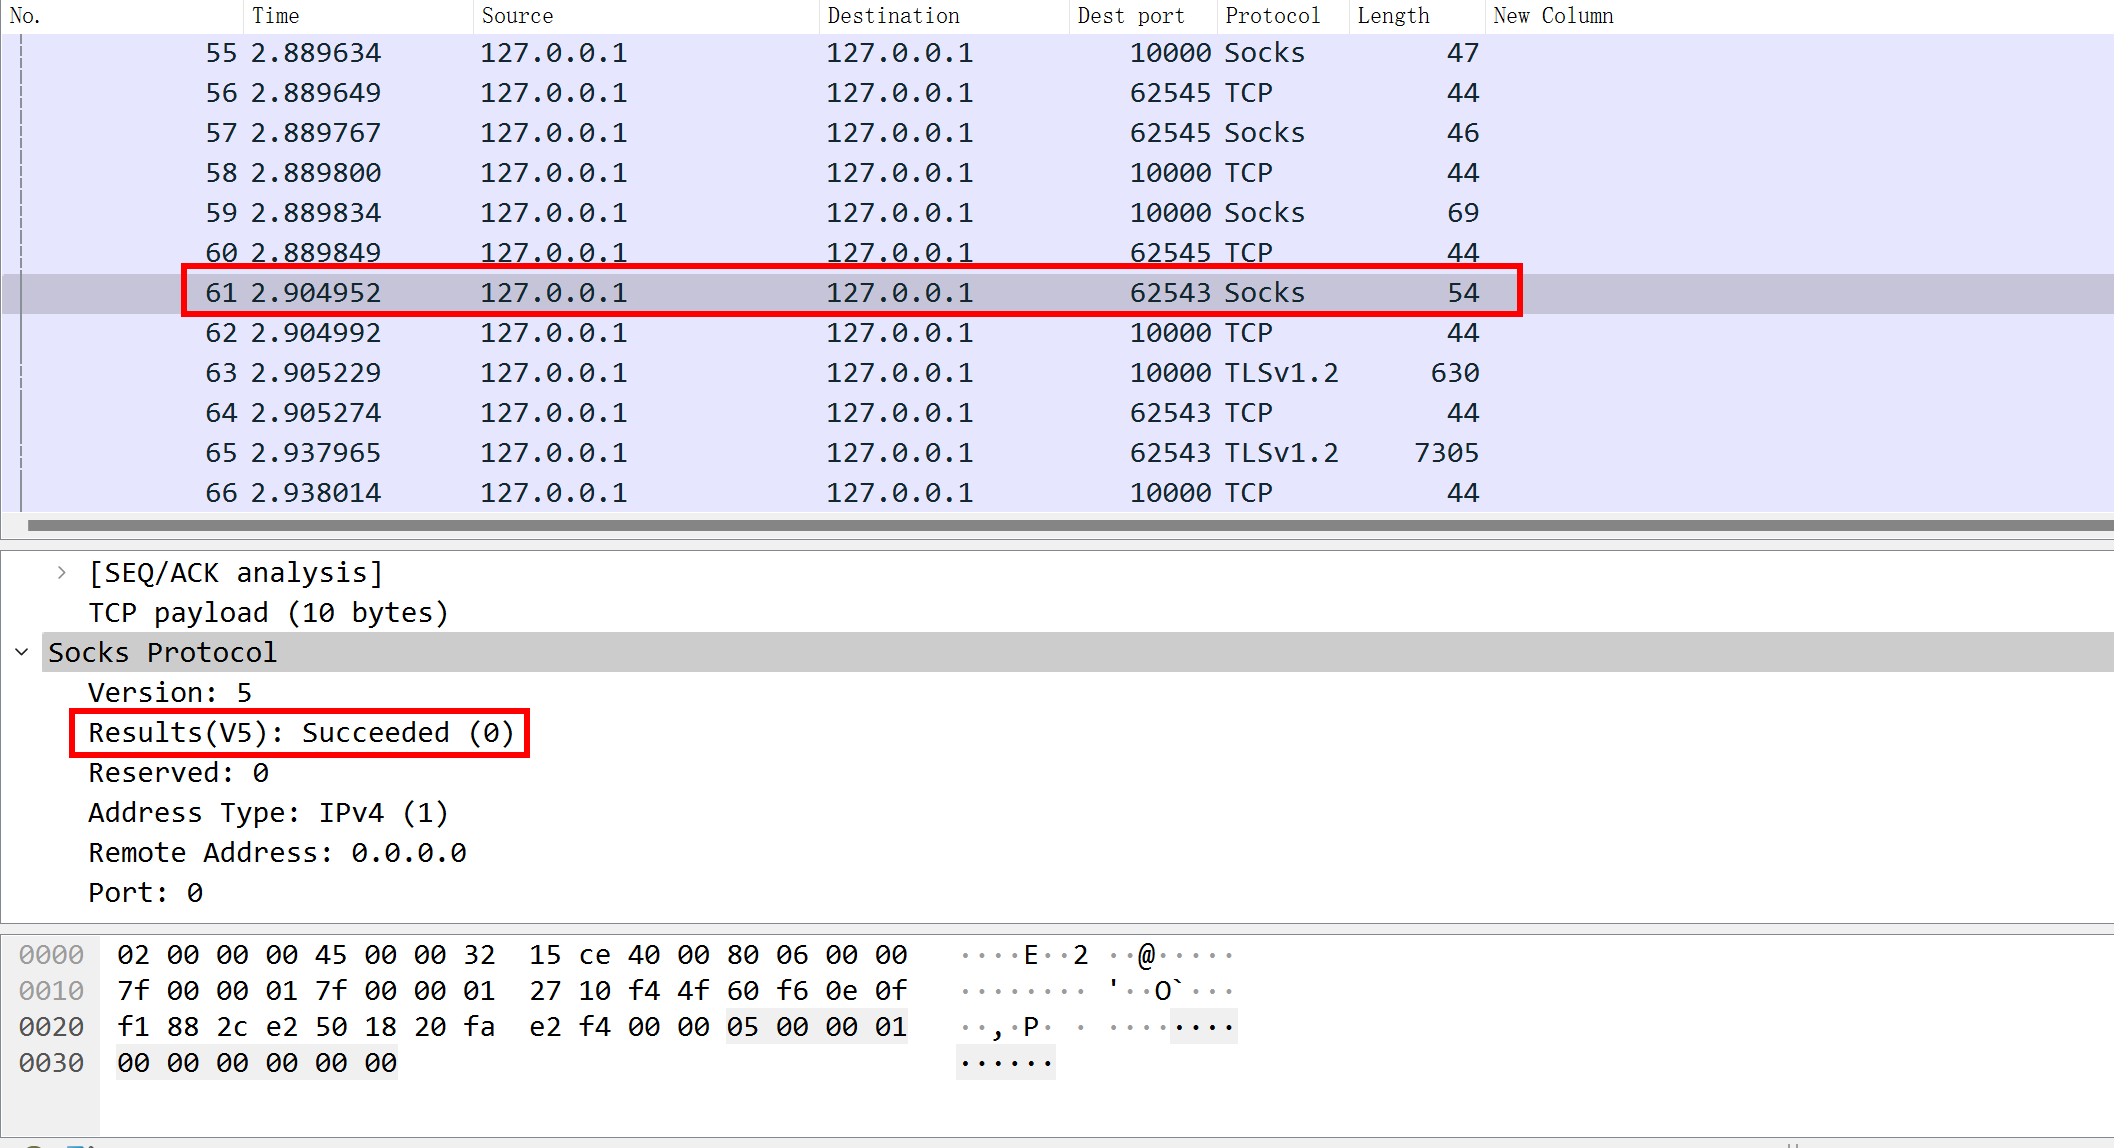 No. Time Source Destination Dest port Protocol Length New Column
55 2.889634 127.0.0.1 127.0.0.1 10000 Socks 47
56 2.889649 127.0.0.1 127.0.0.1 62545 TCP 44
57 2.889767 127.0.0.1 127.0.0.1 62545 Socks 46
58 2.889800 127.0.0.1 127.0.0.1 10000 TCP 44
59 2.889834 127.0.0.1 127.0.0.1 10000 Socks 69
60 2.889849 127.0.0.1 127.0.0.1 62545 TCP 44
61 2.904952 127.0.0.1 127.0.0.1 62543 Socks 54
62 2.904992 127.0.0.1 127.0.0.1 10000 TCP 44
63 2.905229 127.0.0.1 127.0.0.1 10000 TLSv1.2 630
64 2.905274 127.0.0.1 127.0.0.1 62543 TCP 44
65 2.937965 127.0.0.1 127.0.0.1 62543 TLSv1.2 7305
66 2.938014 127.0.0.1 127.0.0.1 10000 TCP 44
[SEQ/ACK analysis]
TCP payload (10 bytes)
Socks Protocol
Version: 5
Results(V5): Succeeded (0)
Reserved: 0
Address Type: IPv4 (1)
Remote Address: 0.0.0.0
Port: 0
0000 02 00 00 00 45 00 00 32 15 ce 40 00 80 06 00 00 ····E··2 ··@·····
0010 7f 00 00 01 7f 00 00 01 27 10 f4 4f 60 f6 0e 0f ········ '··O`···
0020 f1 88 2c e2 50 18 20 fa e2 f4 00 00 05 00 00 01 ··,·P· · ········
0030 00 00 00 00 00 00 ······